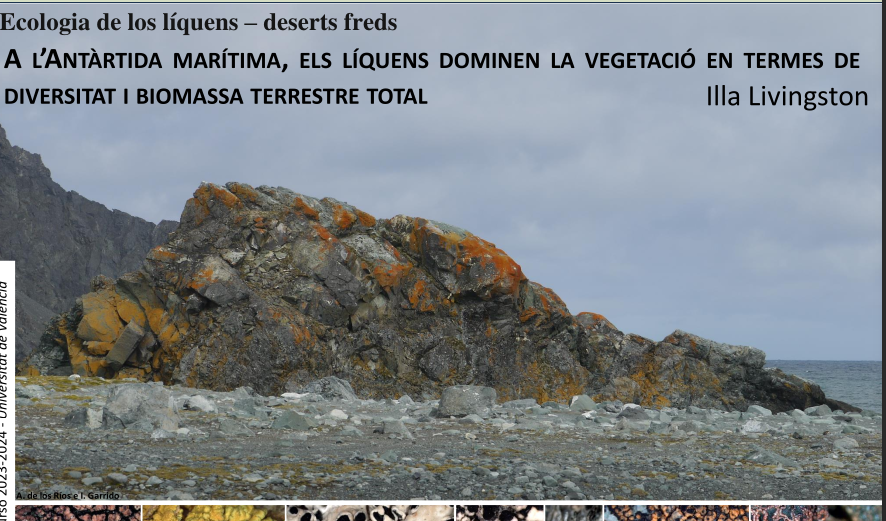 Ecologia de los líquens – deserts freds
A L'ANTÀRTIDA MARÍTIMA, ELS LÍQUENS DOMINEN LA VEGETACIÓ EN TERMES DE
DIVERSITAT I BIOMASSA TERRESTRE TOTAL
Illa Livingston
rso 2023-2024 - Universitat de València
A. de los Ríos e I. Garrido